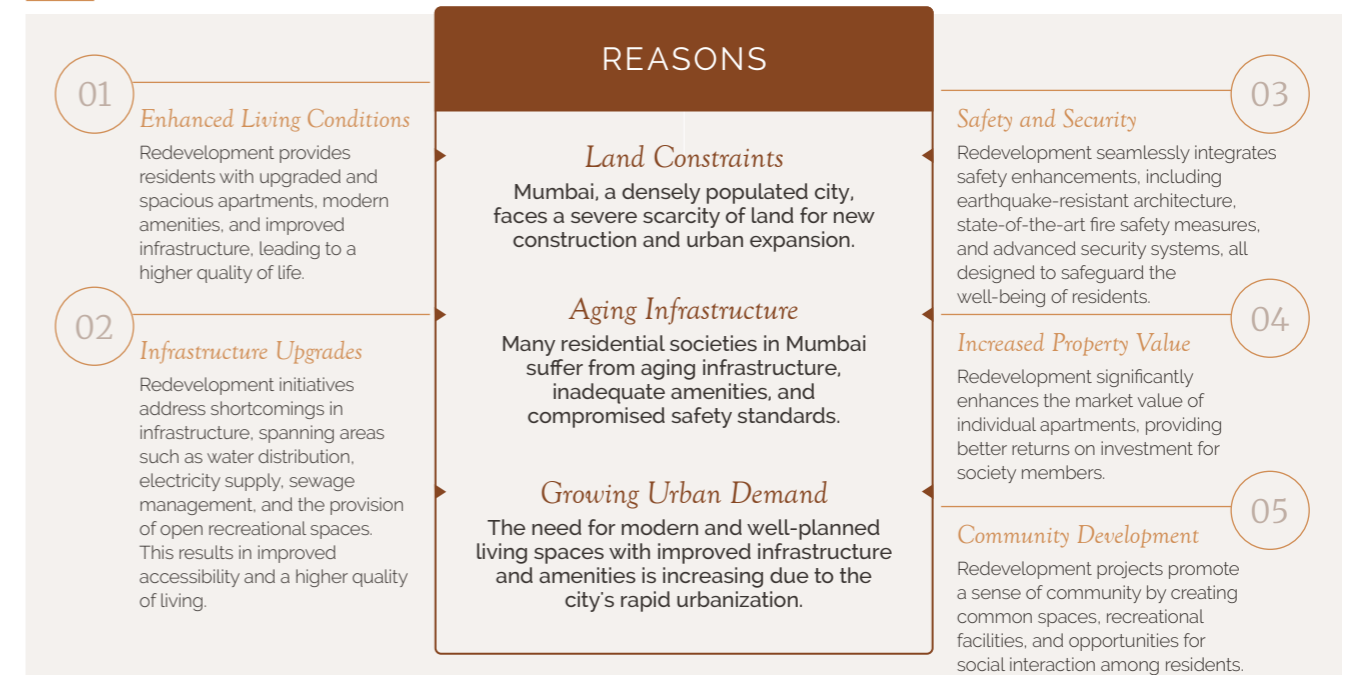 01
Enhanced Living Conditions
Redevelopment provides
residents with upgraded and
spacious apartments, modern
amenities, and improved
infrastructure, leading to a
higher quality of life.
02
Infrastructure Upgrades
Redevelopment initiatives
address shortcomings in
infrastructure, spanning areas
such as water distribution,
electricity supply, sewage
management, and the provision
of open recreational spaces.
This results in improved
accessibility and a higher quality
of living.
REASONS
Land Constraints
Mumbai, a densely populated city,
faces a severe scarcity of land for new
construction and urban expansion.
Aging Infrastructure
Many residential societies in Mumbai
suffer from aging infrastructure,
inadequate amenities, and
compromised safety standards.
Growing Urban Demand
The need for modern and well-planned
living spaces with improved infrastructure
and amenities is increasing due to the
city's rapid urbanization.
03
Safety and Security
Redevelopment seamlessly integrates
safety enhancements, including
earthquake-resistant architecture,
state-of-the-art fire safety measures,
and advanced security systems, all
designed to safeguard the
well-being of residents.
04
Increased Property Value
Redevelopment significantly
enhances the market value of
individual apartments, providing
better returns on investment for
society members.
05
Community Development
Redevelopment projects promote
a sense of community by creating
common spaces, recreational
facilities, and opportunities for
social interaction among residents.